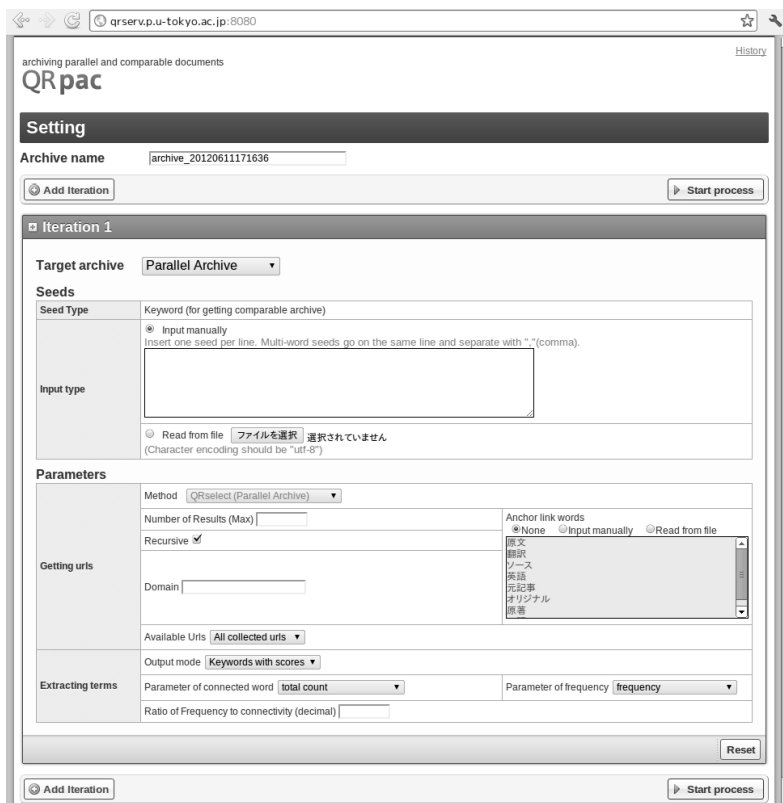 qrserv.p.u-tokyo.ac.jp:8080
History
archiving parallel and comparable documents
QRpac
Setting
Archive name archive_20120611171636
Add Iteration Start process
Iteration 1
Target archive Parallel Archive
Seeds
Seed Type Keyword (for getting comparable archive)
Input manually
Insert one seed per line. Multi-word seeds go on the same line and separate with ","(comma).
Input type
Read from file ファイルを選択 選択されていません
(Character encoding should be "utf-8")
Parameters
Method QRselect (Parallel Archive)
Number of Results (Max) Anchor link words
None Input manually Read from file
Recursive
原文
翻訳
ソース
英語
元記事
オリジナル
原著
Getting urls
Domain
Available Urls All collected urls
Output mode Keywords with scores
Extracting terms Parameter of connected word total count Parameter of frequency frequency
Ratio of Frequency to connectivity (decimal)
Reset
Add Iteration Start process